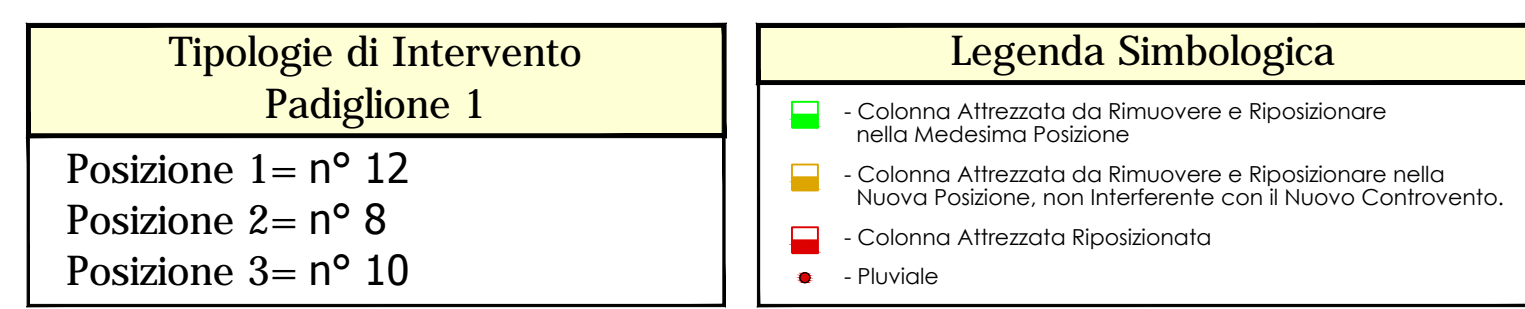 Tipologie di Intervento
Padiglione 1
Posizione 1= n° 12
Posizione 2= n° 8
Posizione 3= n° 10
Legenda Simbologica
- Colonna Attrezzata da Rimuovere e Riposizionare
nella Medesima Posizione
- Colonna Attrezzata da Rimuovere e Riposizionare nella
Nuova Posizione, non Interferente con il Nuovo Controvento.
- Colonna Attrezzata Riposizionata
- Pluviale